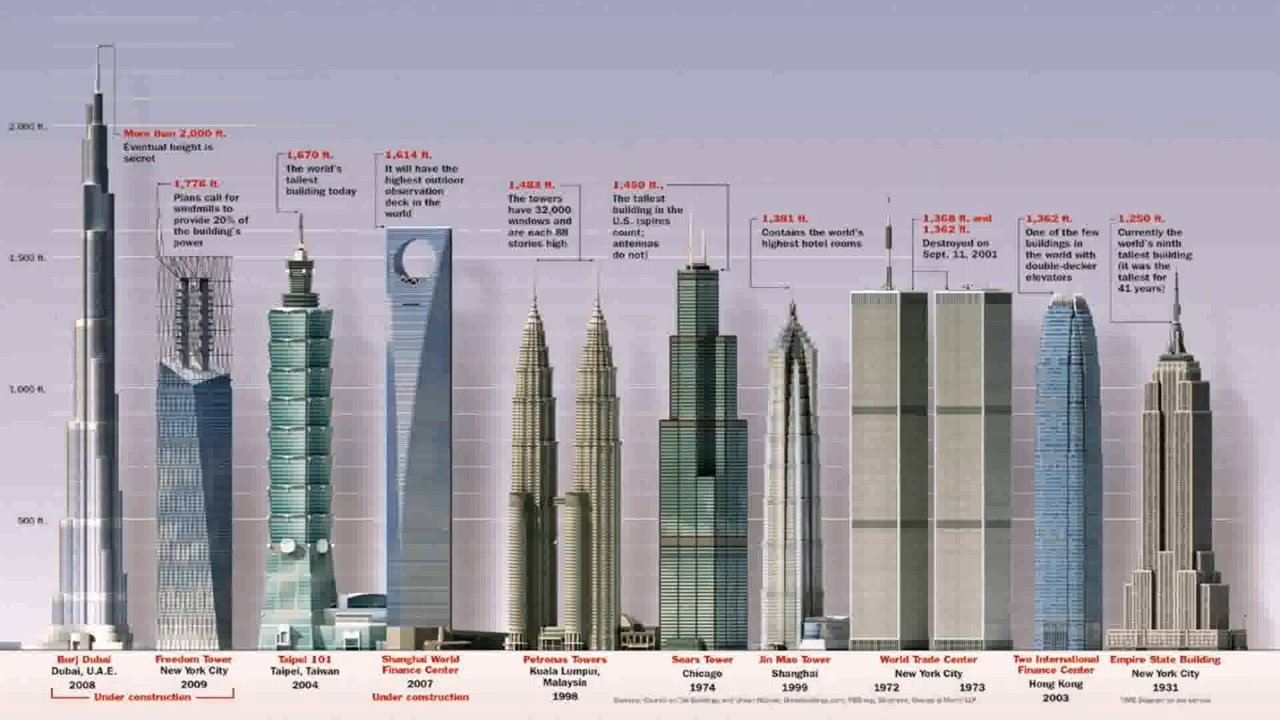 2,000 ft.
More than 2,000 ft.
Eventual height is
secret
1,776 ft.
Plans call for
windmills to
provide 20% of
the building's
power
1,670 ft.
The world's
tallest
building today
1,614 ft.
It will have the
highest outdoor
observation
deck in the
world
1,483 ft.
The towers
have 32,000
windows and
are each 88
stories high
1,450 ft.,
The tallest
building in the
U.S. (spires
count;
antennas
do not)
1,381 ft.
Contains the world's
highest hotel rooms
1,368 ft. and
1,362 ft.
Destroyed on
Sept. 11, 2001
1,362 ft.
One of the few
buildings in
the world with
double-decker
elevators
1,250 ft.
Currently the
world's ninth
tallest building
(it was the
tallest for
41 years)
1,500 ft.
1,000 ft.
500 ft.
Burj Dubai
Dubai, U.A.E.
2008
Freedom Tower
New York City
2009
Under construction
Taipei 101
Taipei, Taiwan
2004
Shanghai World
Finance Center
2007
Under construction
Petronas Towers
Kuala Lumpur,
Malaysia
1998
Sears Tower
Chicago
1974
Jin Mao Tower
Shanghai
1999
World Trade Center
New York City
1972 1973
Two International
Finance Center
Hong Kong
2003
Empire State Building
New York City
1931